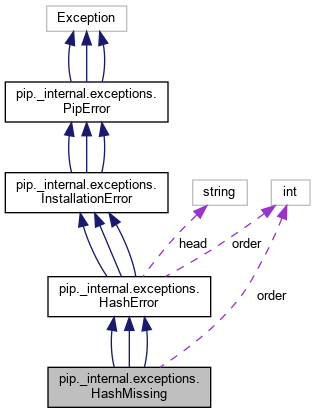 Exception
pip._internal.exceptions.
PipError
pip._internal.exceptions.
InstallationError
string
int
head
order
pip._internal.exceptions.
HashError
order
pip._internal.exceptions.
HashMissing